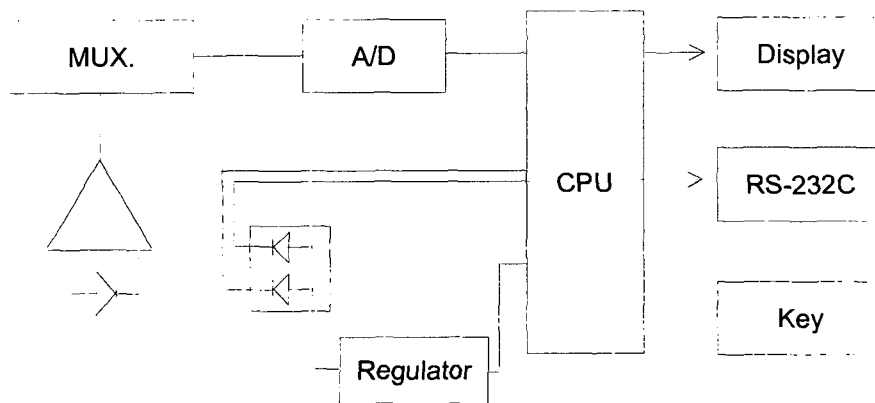 MUX.
A/D
CPU
Display
RS-232C
Key
Regulator